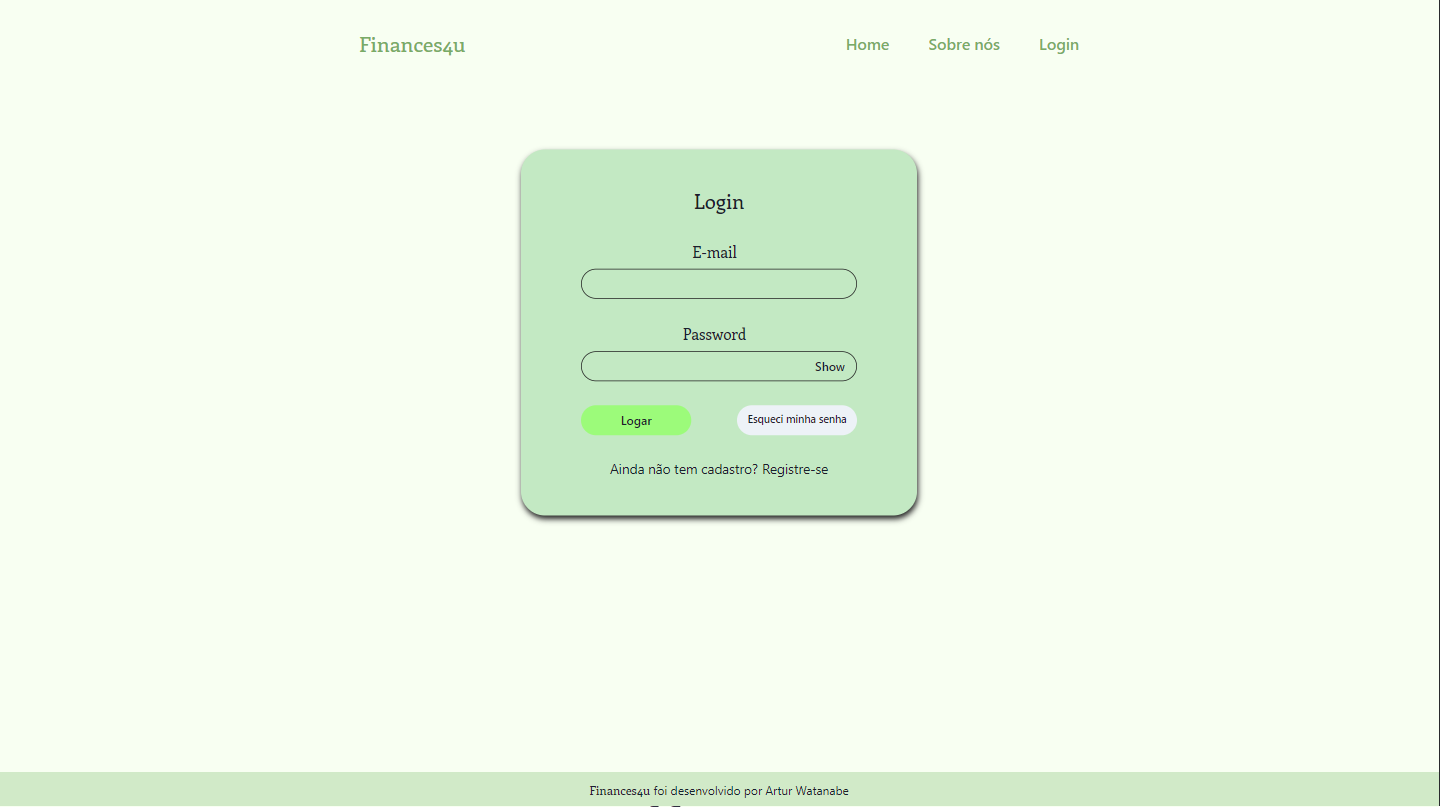 Finances4u Home Sobre nós Login
Login
E-mail
Password
Show
Logar Esqueci minha senha
Ainda não tem cadastro? Registre-se
Finances4u foi desenvolvido por Artur Watanabe